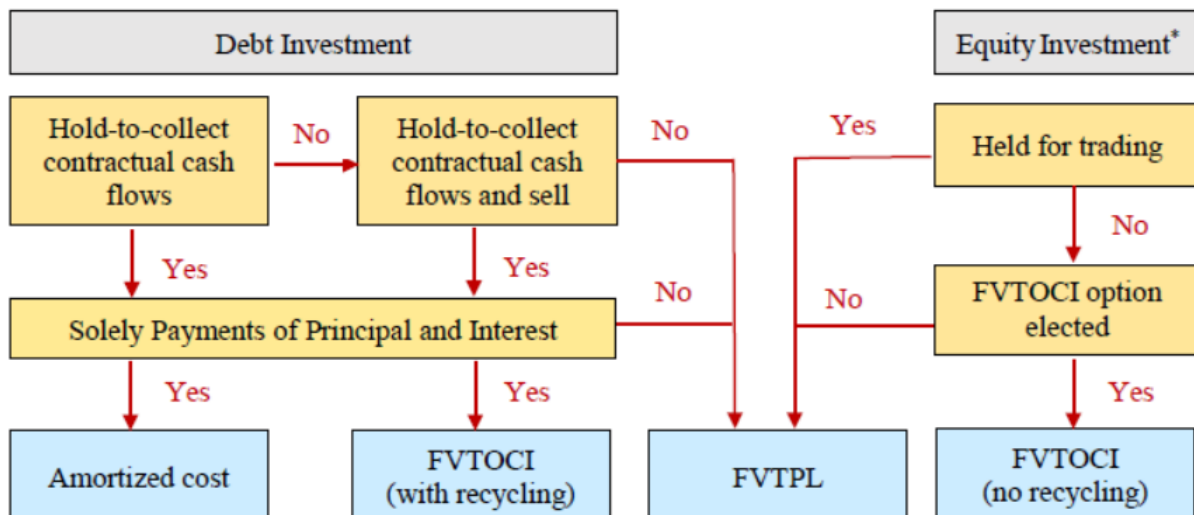 Debt Investment
Equity Investment*
Hold-to-collect
contractual cash
flows
No
Hold-to-collect
contractual cash
flows and sell
No
Yes
Held for trading
Yes
Yes
No
Solely Payments of Principal and Interest
No
No
FVTOCI option
elected
Yes
Yes
Yes
Amortized cost
FVTOCI
(with recycling)
FVTPL
FVTOCI
(no recycling)